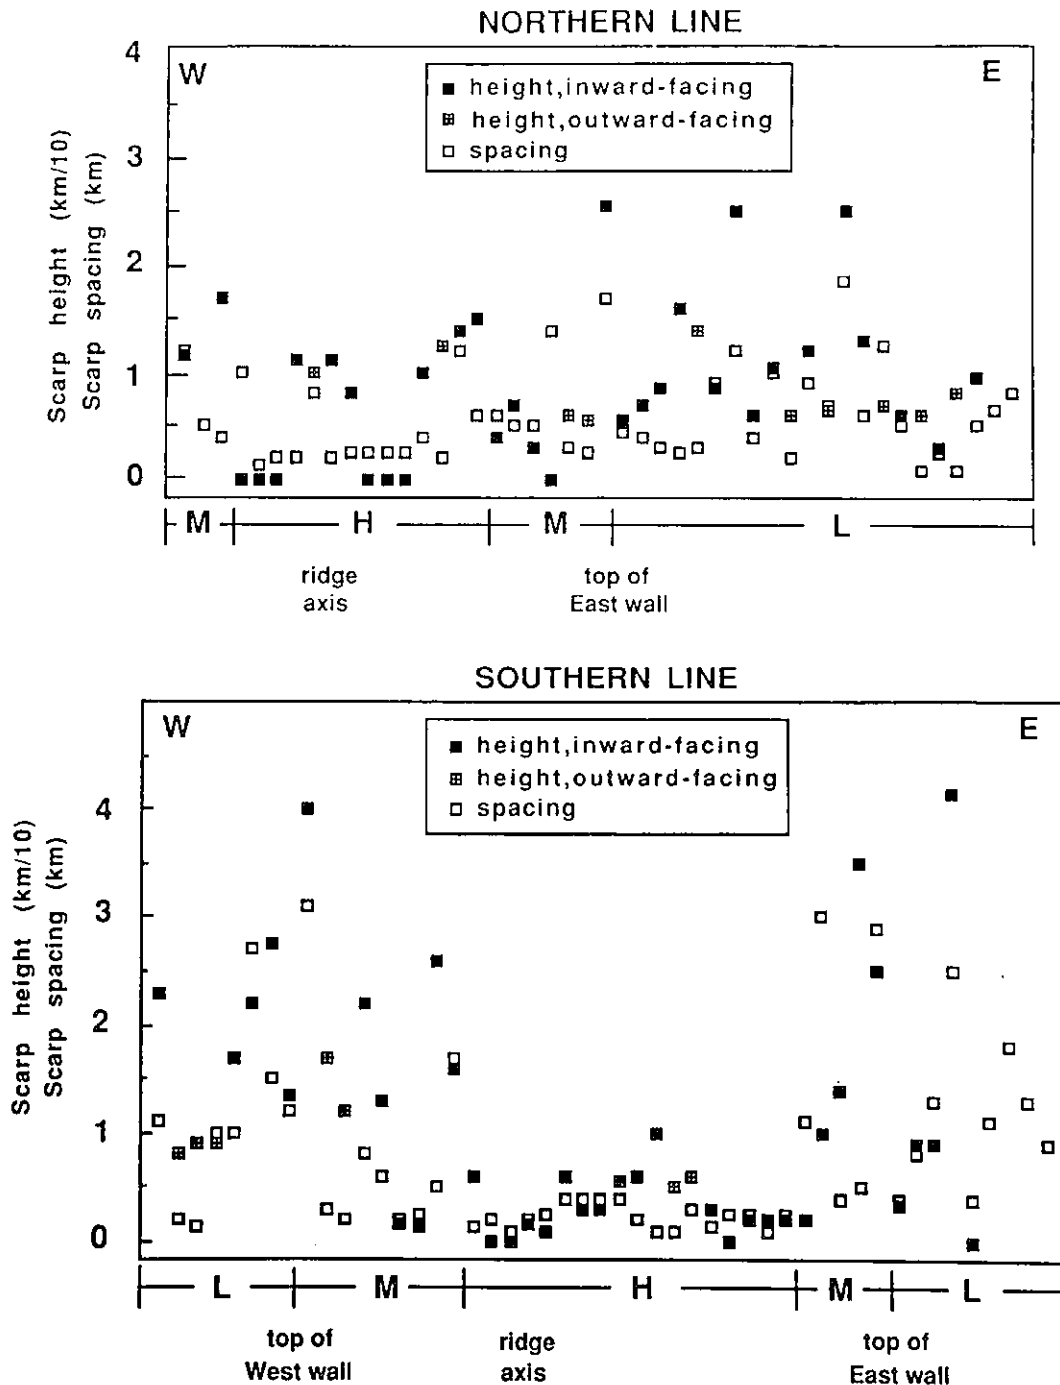 NORTHERN LINE
W
E
height,inward-facing
height,outward-facing
spacing
Scarp height (km/10)
Scarp spacing (km)
4
3
2
1
0
M
H
M
L
ridge
axis
top of
East wall
SOUTHERN LINE
W
E
height,inward-facing
height,outward-facing
spacing
Scarp height (km/10)
Scarp spacing (km)
4
3
2
1
0
L
M
H
M
L
top of
West wall
ridge
axis
top of
East wall